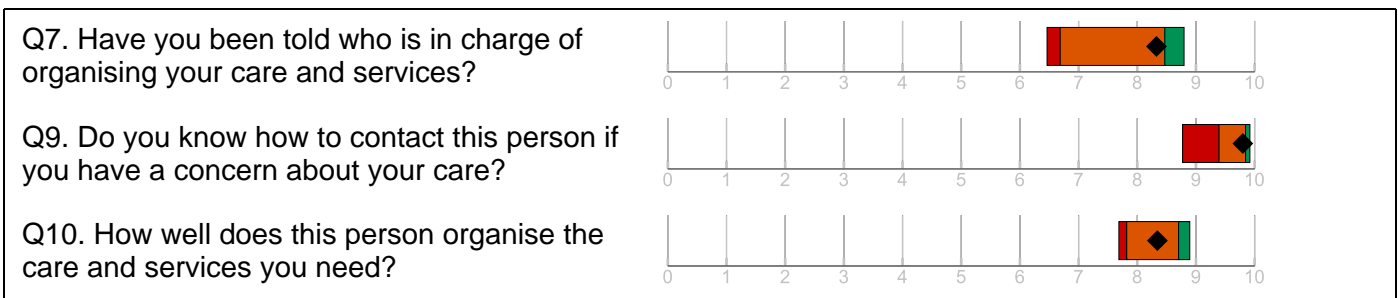 Q7. Have you been told who is in charge of
organising your care and services?
0 1 2 3 4 5 6 7 8 9 10
Q9. Do you know how to contact this person if
you have a concern about your care?
0 1 2 3 4 5 6 7 8 9 10
Q10. How well does this person organise the
care and services you need?
0 1 2 3 4 5 6 7 8 9 10